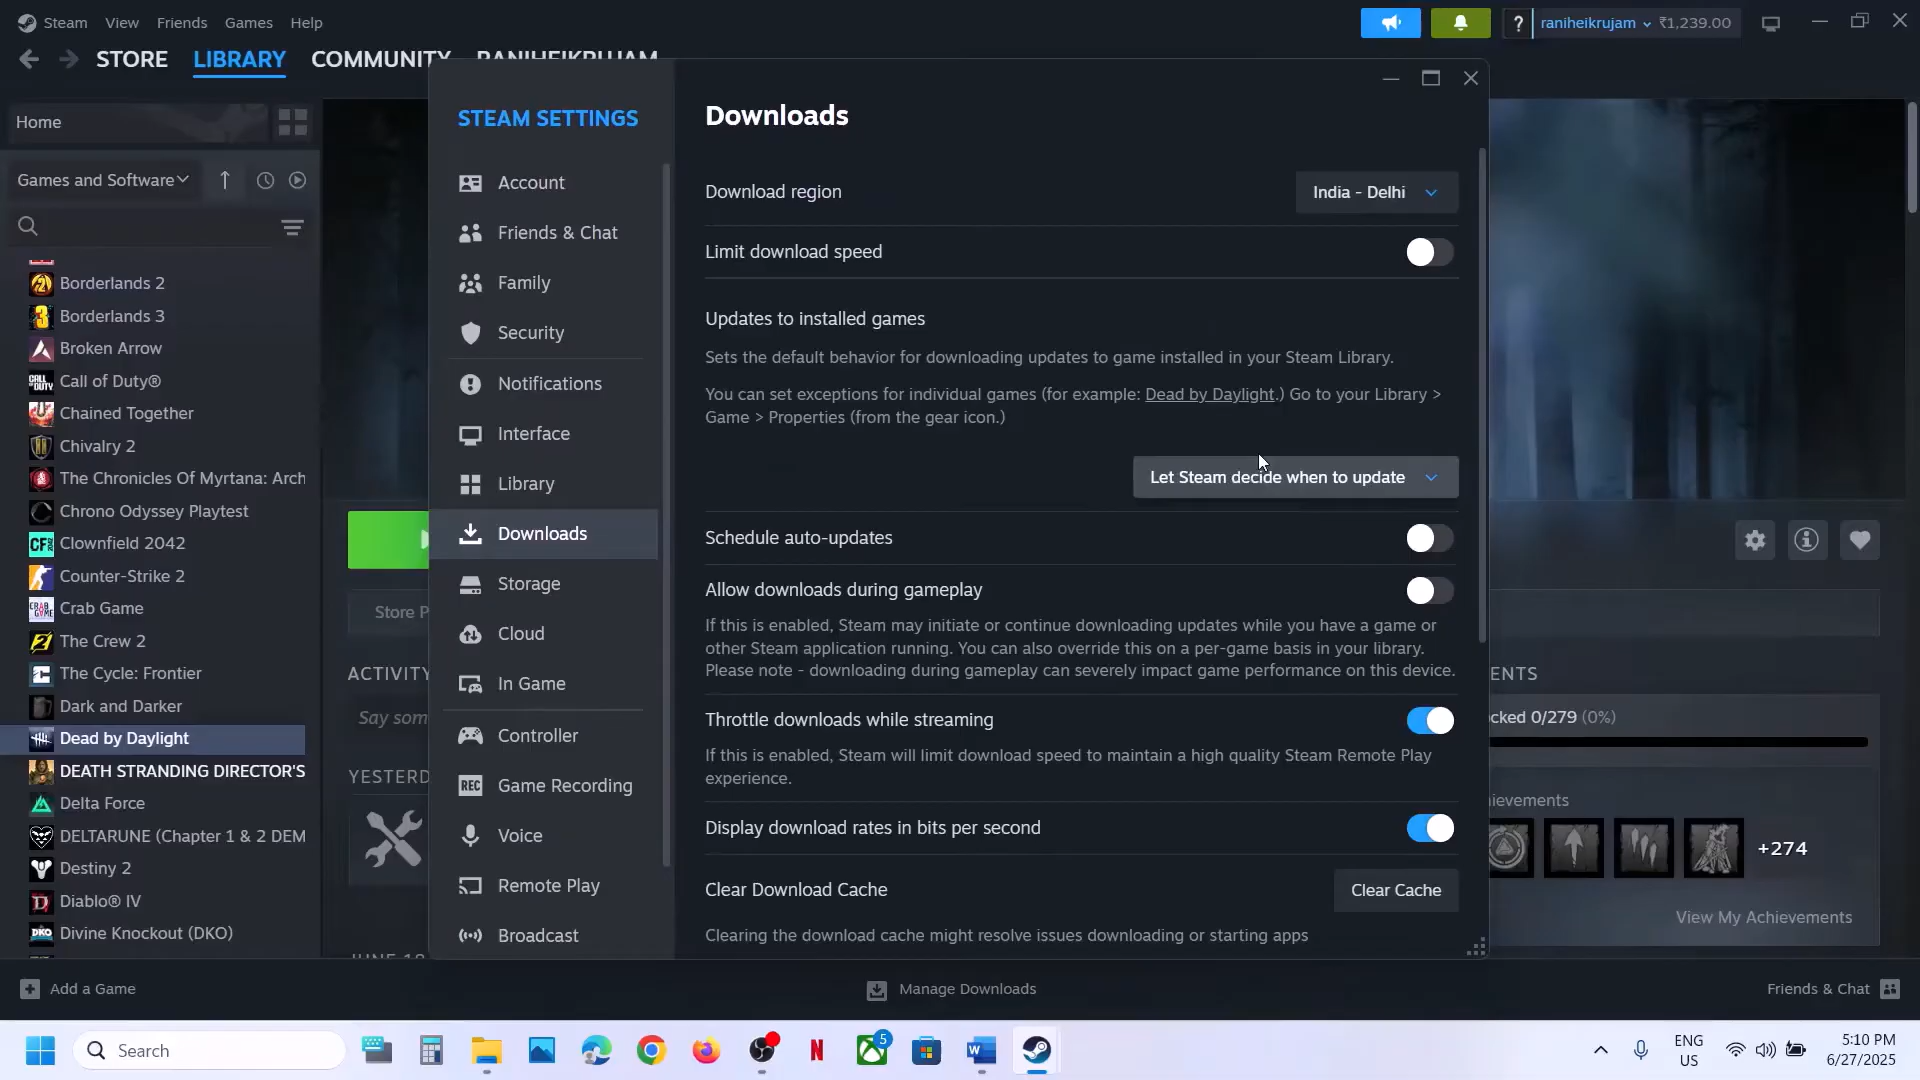 Steam View Friends Games Help
raniheikrujam ₹1,239.00
STORE LIBRARY COMMUNITY RANIHEIKRUJAM
Home
Games and Software
Borderlands 2
Borderlands 3
Broken Arrow
Call of Duty®
Chained Together
Chivalry 2
The Chronicles Of Myrtana: Arch
Chrono Odyssey Playtest
Clownfield 2042
Counter-Strike 2
Crab Game
The Crew 2
The Cycle: Frontier
Dark and Darker
Dead by Daylight
DEATH STRANDING DIRECTOR'S
Delta Force
DELTARUNE (Chapter 1 & 2 DEM
Destiny 2
Diablo® IV
Divine Knockout (DKO)
Store P
ACTIVITY
Say som
YESTERD
STEAM SETTINGS
Account
Friends & Chat
Family
Security
Notifications
Interface
Library
Downloads
Storage
Cloud
In Game
Controller
REC Game Recording
Voice
Remote Play
Broadcast
Downloads
Download region India - Delhi
Limit download speed
Updates to installed games
Sets the default behavior for downloading updates to game installed in your Steam Library.
You can set exceptions for individual games (for example: Dead by Daylight.) Go to your Library >
Game > Properties (from the gear icon.)
Let Steam decide when to update
Schedule auto-updates
Allow downloads during gameplay
If this is enabled, Steam may initiate or continue downloading updates while you have a game or
other Steam application running. You can also override this on a per-game basis in your library.
Please note - downloading during gameplay can severely impact game performance on this device.
Throttle downloads while streaming
If this is enabled, Steam will limit download speed to maintain a high quality Steam Remote Play
experience.
Display download rates in bits per second
Clear Download Cache Clear Cache
Clearing the download cache might resolve issues downloading or starting apps
ENTS
cked 0/279 (0%)
ievements
+274
View My Achievements
Add a Game
Manage Downloads
Friends & Chat
Search
5
ENG
US
5:10 PM
6/27/2025